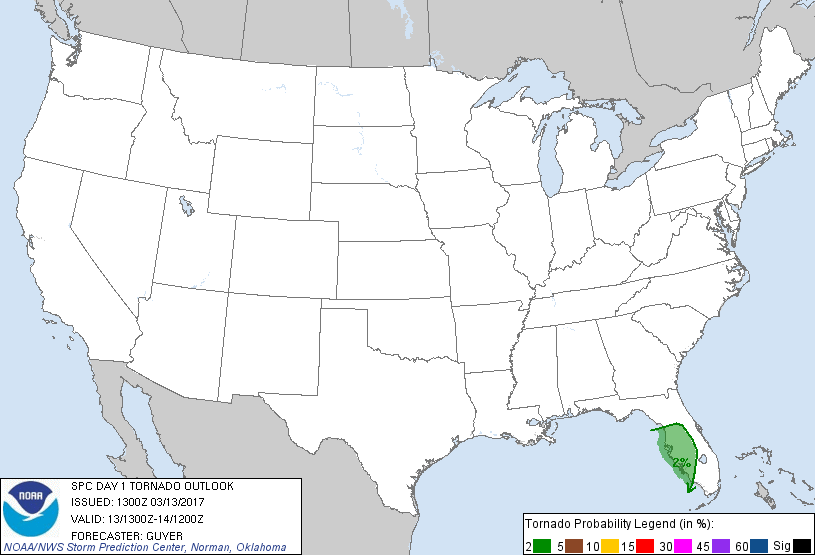 2%
NOAA
SPC DAY 1 TORNADO OUTLOOK
ISSUED: 1300Z 03/13/2017
VALID: 13/1300Z-14/1200Z
FORECASTER: GUYER
NOAA/NWS Storm Prediction Center, Norman, Oklahoma
Tornado Probability Legend (in %):
2 5 10 15 30 45 60 Sig